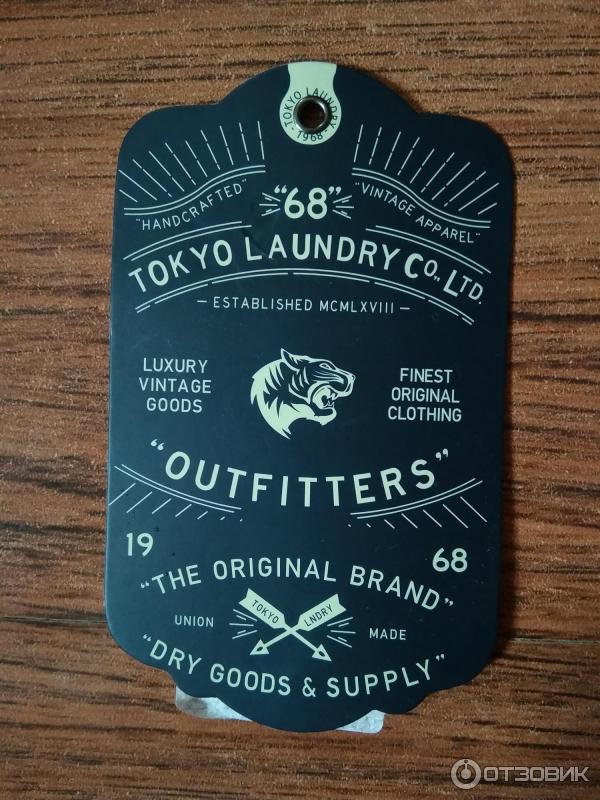 TOKYO LAUNDRY
- 1968 -
"HANDCRAFTED"
"68"
"VINTAGE APPAREL"
TOKYO LAUNDRY CO., LTD.
— ESTABLISHED MCMLXVIII —
LUXURY
VINTAGE
GOODS
FINEST
ORIGINAL
CLOTHING
"OUTFITTERS"
19
68
"THE ORIGINAL BRAND"
TOKYO LNDRY
UNION
MADE
"DRY GOODS & SUPPLY"
ОТЗОВИК